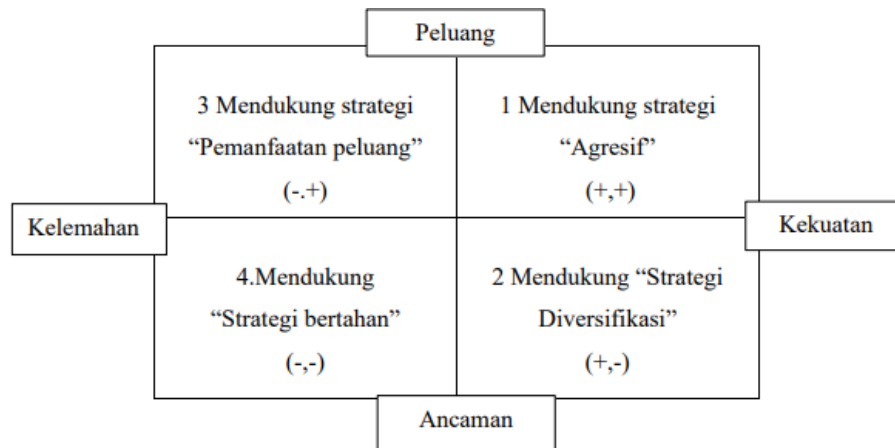 Peluang
3 Mendukung strategi
“Pemanfaatan peluang”
(-.+)
1 Mendukung strategi
“Agresif”
(+,+)
Kelemahan
Kekuatan
4.Mendukung
“Strategi bertahan”
(-,-)
2 Mendukung “Strategi
Diversifikasi”
(+,-)
Ancaman